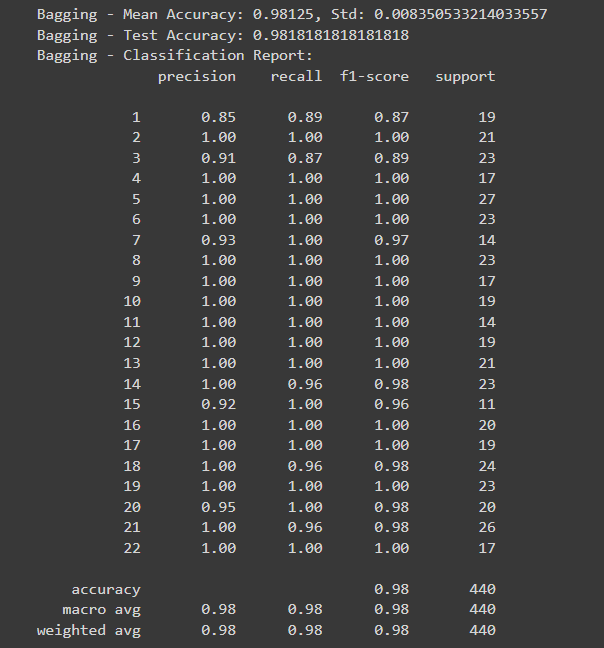 Bagging - Mean Accuracy: 0.98125, Std: 0.008350533214033557
Bagging - Test Accuracy: 0.9818181818181818
Bagging - Classification Report:
precision recall f1-score support
1 0.85 0.89 0.87 19
2 1.00 1.00 1.00 21
3 0.91 0.87 0.89 23
4 1.00 1.00 1.00 17
5 1.00 1.00 1.00 27
6 1.00 1.00 1.00 23
7 0.93 1.00 0.97 14
8 1.00 1.00 1.00 23
9 1.00 1.00 1.00 17
10 1.00 1.00 1.00 19
11 1.00 1.00 1.00 14
12 1.00 1.00 1.00 19
13 1.00 1.00 1.00 21
14 1.00 0.96 0.98 23
15 0.92 1.00 0.96 11
16 1.00 1.00 1.00 20
17 1.00 1.00 1.00 19
18 1.00 0.96 0.98 24
19 1.00 1.00 1.00 23
20 0.95 1.00 0.98 20
21 1.00 0.96 0.98 26
22 1.00 1.00 1.00 17
accuracy 0.98 440
macro avg 0.98 0.98 0.98 440
weighted avg 0.98 0.98 0.98 440